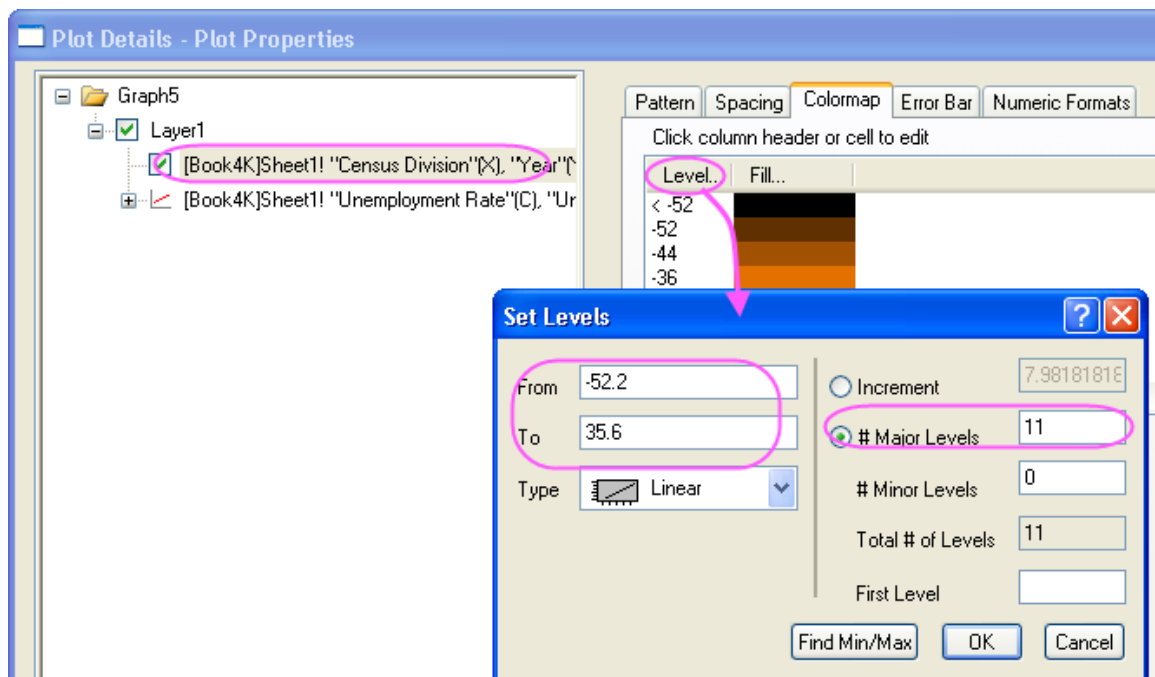 Plot Details - Plot Properties
Graph5
Layer1
[Book4K]Sheet1! "Census Division"(X), "Year"(
[Book4K]Sheet1! "Unemployment Rate"(C), "Ur
Pattern Spacing Colormap Error Bar Numeric Formats
Click column header or cell to edit
Level... Fill...
< -52
-52
-44
-36
Set Levels
From -52.2
To 35.6
Type Linear
Increment 7.98181818
# Major Levels 11
# Minor Levels 0
Total # of Levels 11
First Level
Find Min/Max OK Cancel